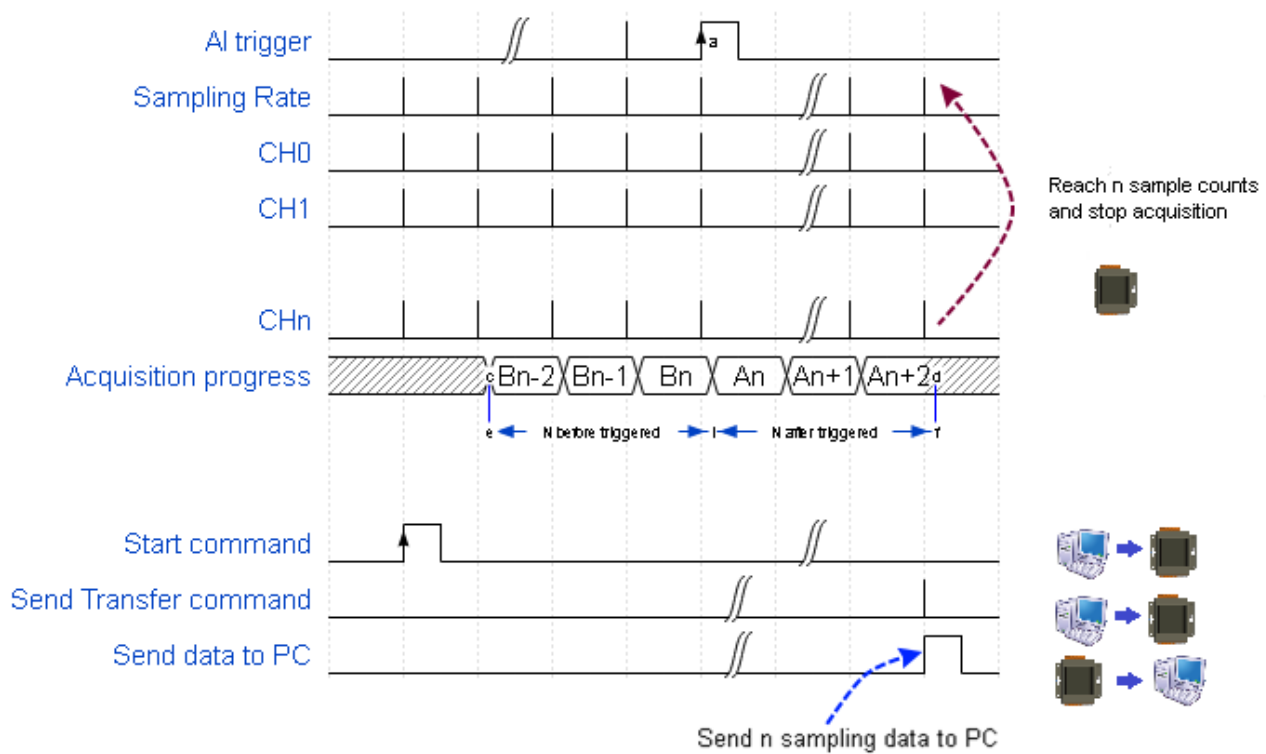 AI trigger
a
Sampling Rate
CH0
CH1
Reach n sample counts
and stop acquisition
CHn
Acquisition progress
c Bn-2 Bn-1 Bn An An+1 An+2 d
e N before triggered N after triggered f
Start command
Send Transfer command
Send data to PC
Send n sampling data to PC